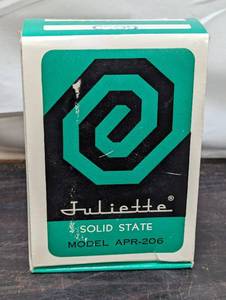 Juliette®
SOLID STATE
MODEL APR-206